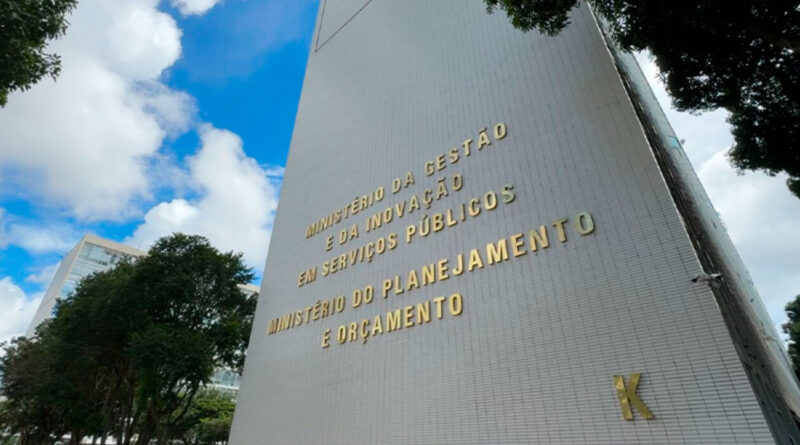 MINISTÉRIO DA GESTÃO
E DA INOVAÇÃO
EM SERVIÇOS PÚBLICOS
MINISTÉRIO DO PLANEJAMENTO
E ORÇAMENTO
K